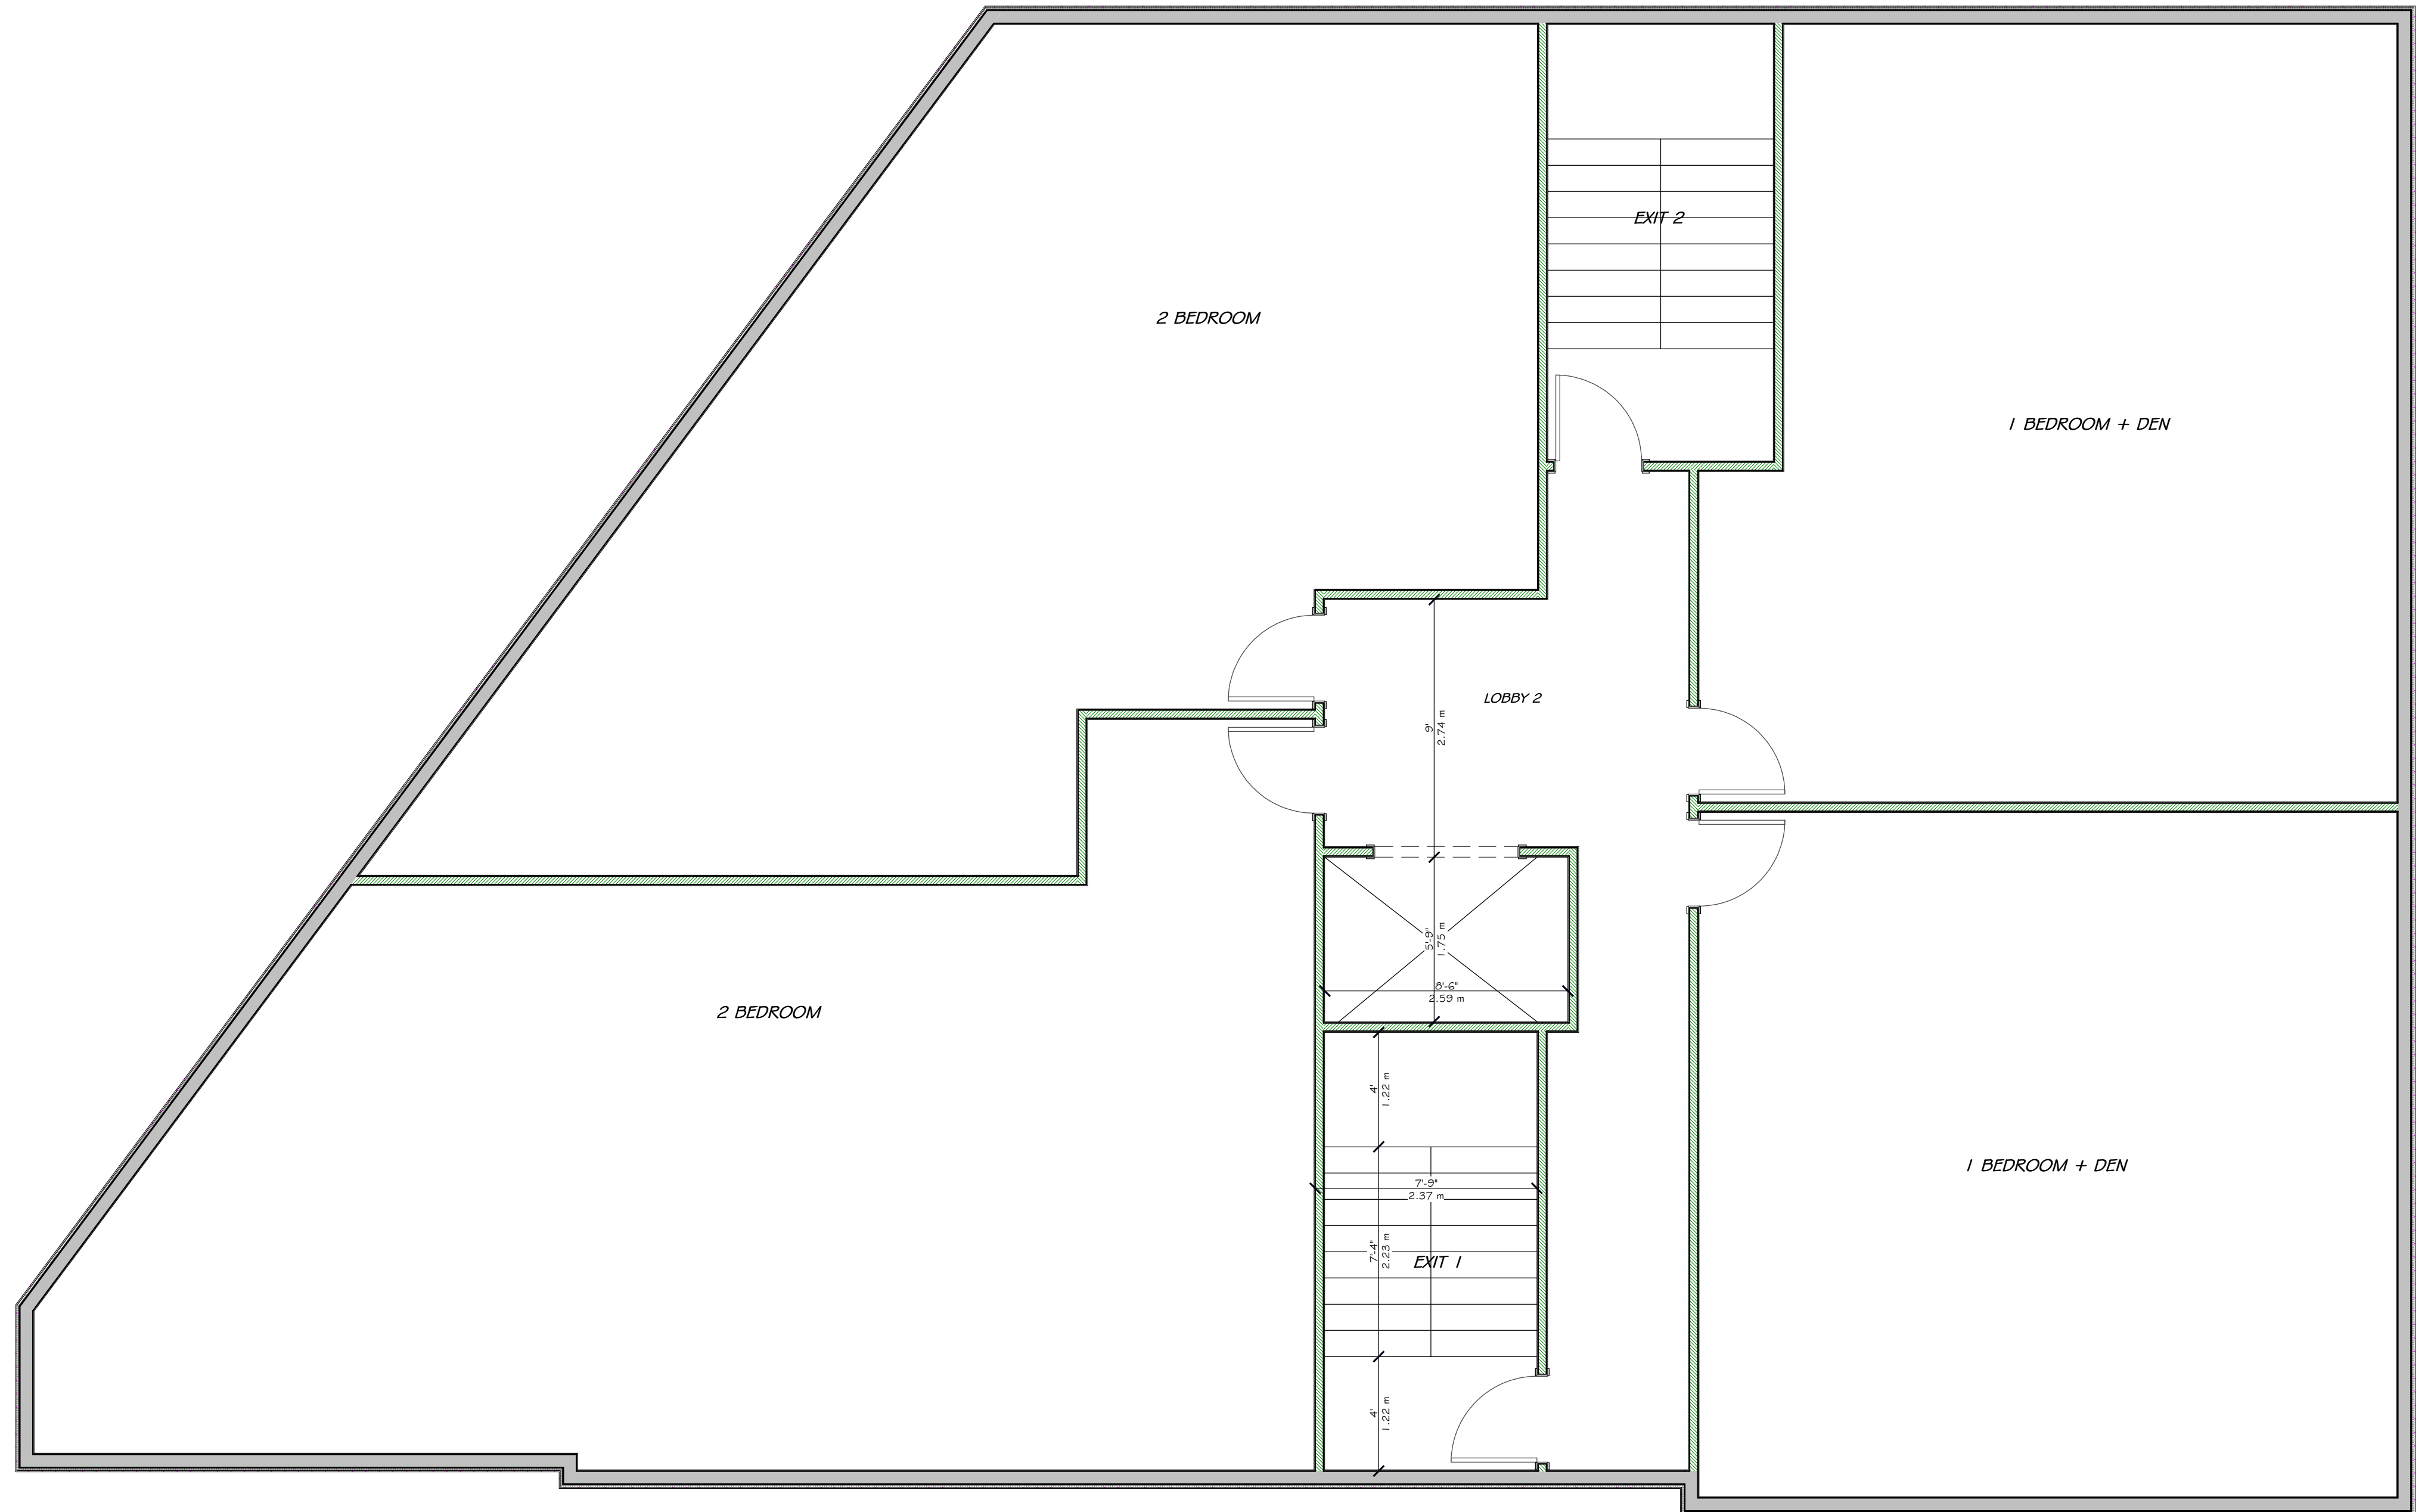 EXIT 2
2 BEDROOM
1 BEDROOM + DEN
LOBBY 2
9'
2.74 m
5'-9"
1.75 m
8'-6"
2.59 m
2 BEDROOM
4'
1.22 m
1 BEDROOM + DEN
7'-9"
2.37 m
7'-4"
2.23 m
EXIT 1
4'
1.22 m